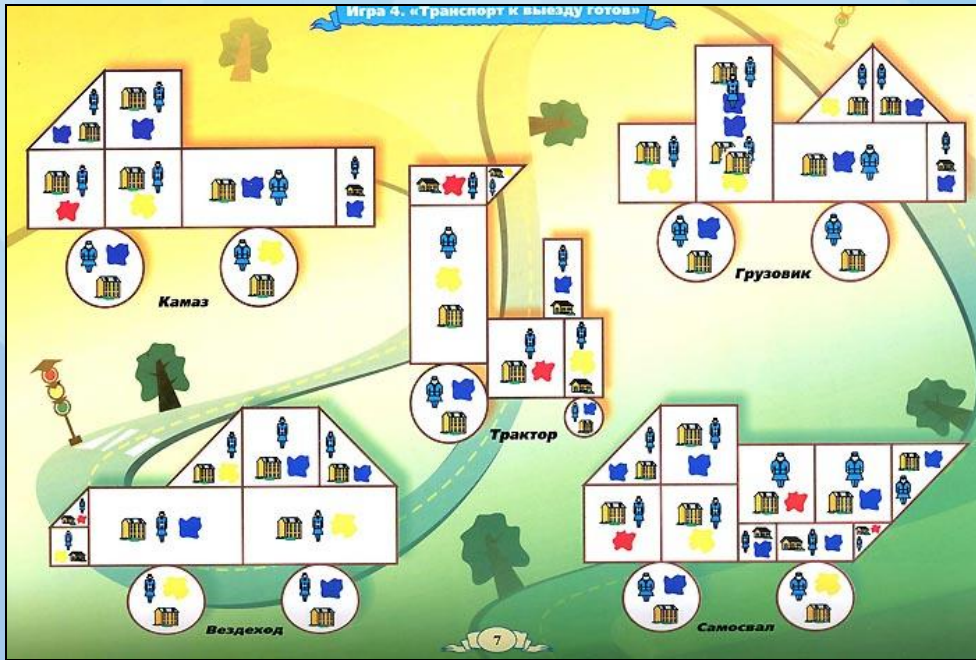 Игра 4. «Транспорт к выезду готов»
Камаз
Грузовик
Трактор
Вездеход
Самосвал
7